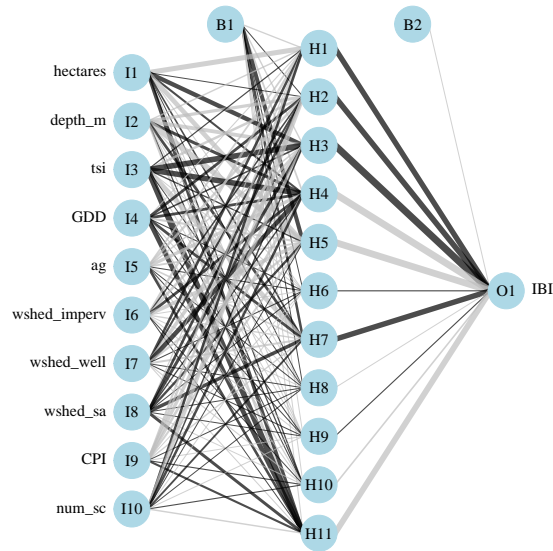 B1
B2
H1
hectares I1
H2
depth_m I2
H3
tsi I3
H4
GDD I4
H5
ag I5
H6
O1 IBI
wshed_imperv I6
H7
wshed_well I7
H8
wshed_sa I8
H9
CPI I9
H10
num_sc I10
H11